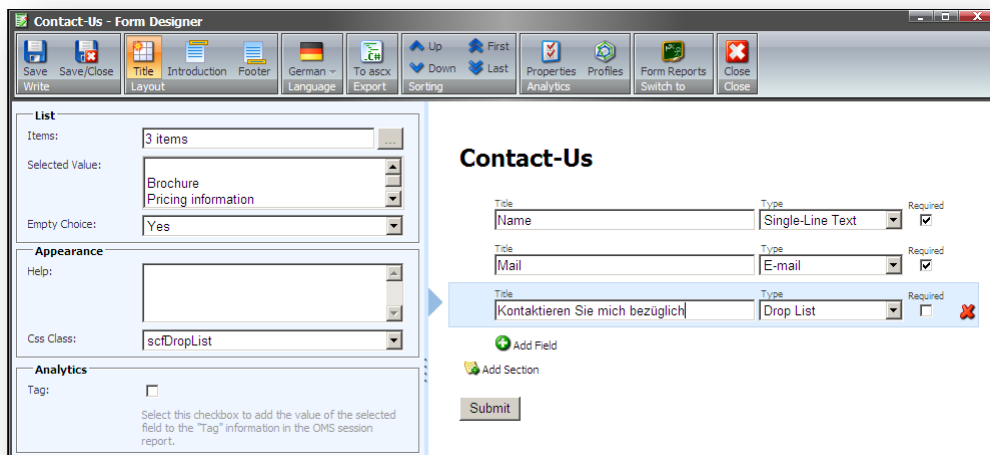 Contact-Us - Form Designer
Save Save/Close Title Introduction Footer German To ascx Up First Properties Profiles Form Reports Close
Down Last
Write Layout Language Export Sorting Analytics Switch to Close
C#
List
Items: 3 items ...
Selected Value:
Brochure
Pricing information
Empty Choice: Yes
Appearance
Help:
Css Class: scfDropList
Analytics
Tag:
Select this checkbox to add the value of the selected
field to the "Tag" information in the OMS session
report.
Contact-Us
Title Type Required
Name Single-Line Text
Title Type Required
Mail E-mail
Title Type Required
Kontaktieren Sie mich bezüglich Drop List
Add Field
Add Section
Submit